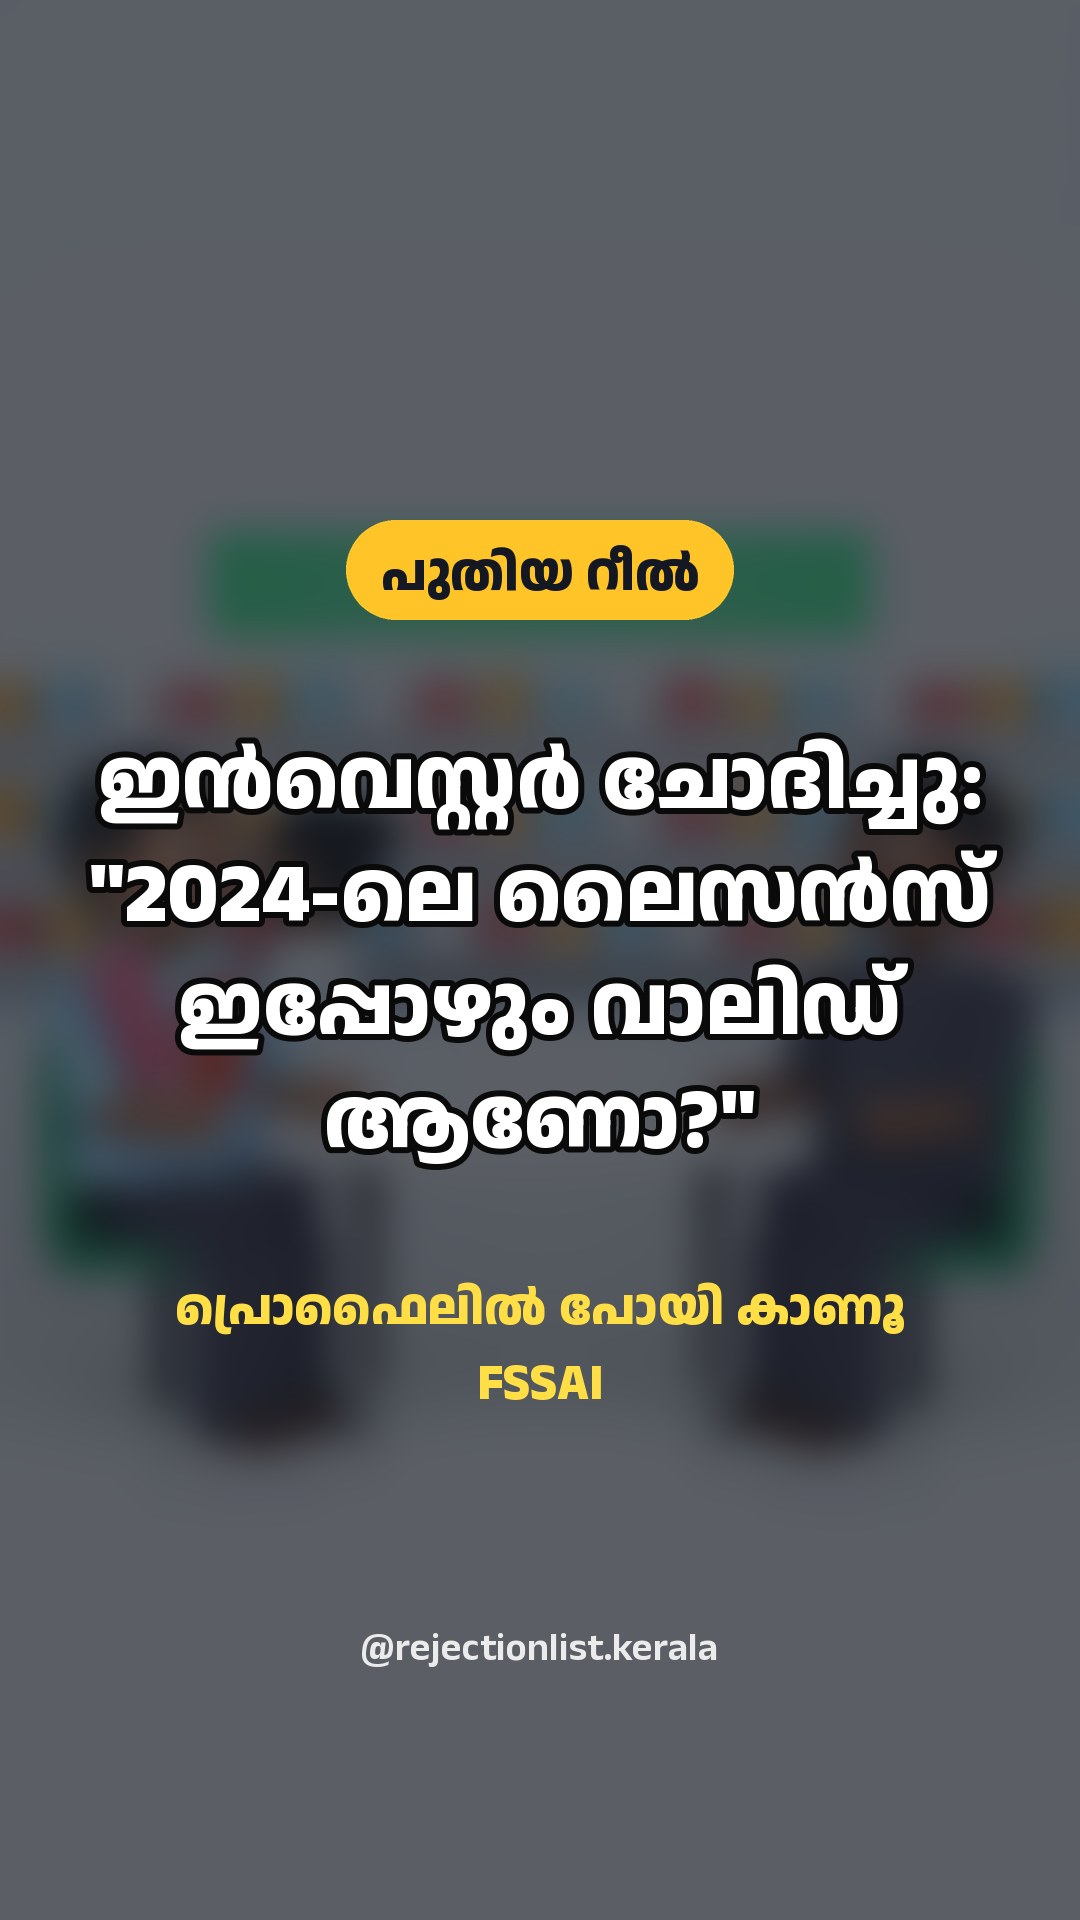 പുതിയ റീൽ
ഇൻവെസ്റ്റർ ചോദിച്ചു:
"2024-ലെ ലൈസൻസ്
ഇപ്പോഴും വാലിഡ്
ആണോ?"
പ്രൊഫൈലിൽ പോയി കാണൂ
FSSAI
@rejectionlist.kerala